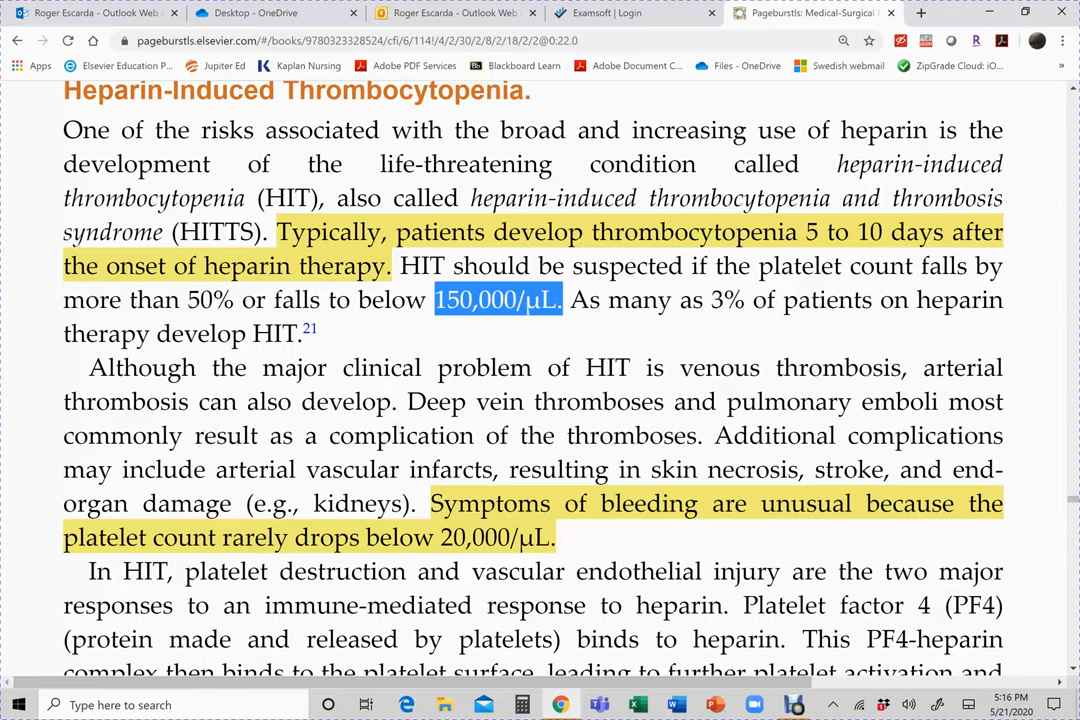 Roger Escarda - Outlook Web
Desktop - OneDrive
Roger Escarda - Outlook Web
Examsoft | Login
Pageburstls: Medical-Surgical
pageburstls.elsevier.com/#/books/9780323328524/cfi/6/114!/4/2/30/2/8/2/18/2/2@0:22.0
Apps
Elsevier Education P...
Jupiter Ed
Kaplan Nursing
Adobe PDF Services
Blackboard Learn
Adobe Document C...
Files - OneDrive
Swedish webmail
ZipGrade Cloud: iO...
Heparin-Induced Thrombocytopenia.
One of the risks associated with the broad and increasing use of heparin is the
development of the life-threatening condition called heparin-induced
thrombocytopenia (HIT), also called heparin-induced thrombocytopenia and thrombosis
syndrome (HITTS). Typically, patients develop thrombocytopenia 5 to 10 days after
the onset of heparin therapy. HIT should be suspected if the platelet count falls by
more than 50% or falls to below 150,000/μL. As many as 3% of patients on heparin
therapy develop HIT.21
Although the major clinical problem of HIT is venous thrombosis, arterial
thrombosis can also develop. Deep vein thromboses and pulmonary emboli most
commonly result as a complication of the thromboses. Additional complications
may include arterial vascular infarcts, resulting in skin necrosis, stroke, and end-
organ damage (e.g., kidneys). Symptoms of bleeding are unusual because the
platelet count rarely drops below 20,000/μL.
In HIT, platelet destruction and vascular endothelial injury are the two major
responses to an immune-mediated response to heparin. Platelet factor 4 (PF4)
(protein made and released by platelets) binds to heparin. This PF4-heparin
complex then binds to the platelet surface, leading to further platelet activation and
Type here to search
5:16 PM
5/21/2020